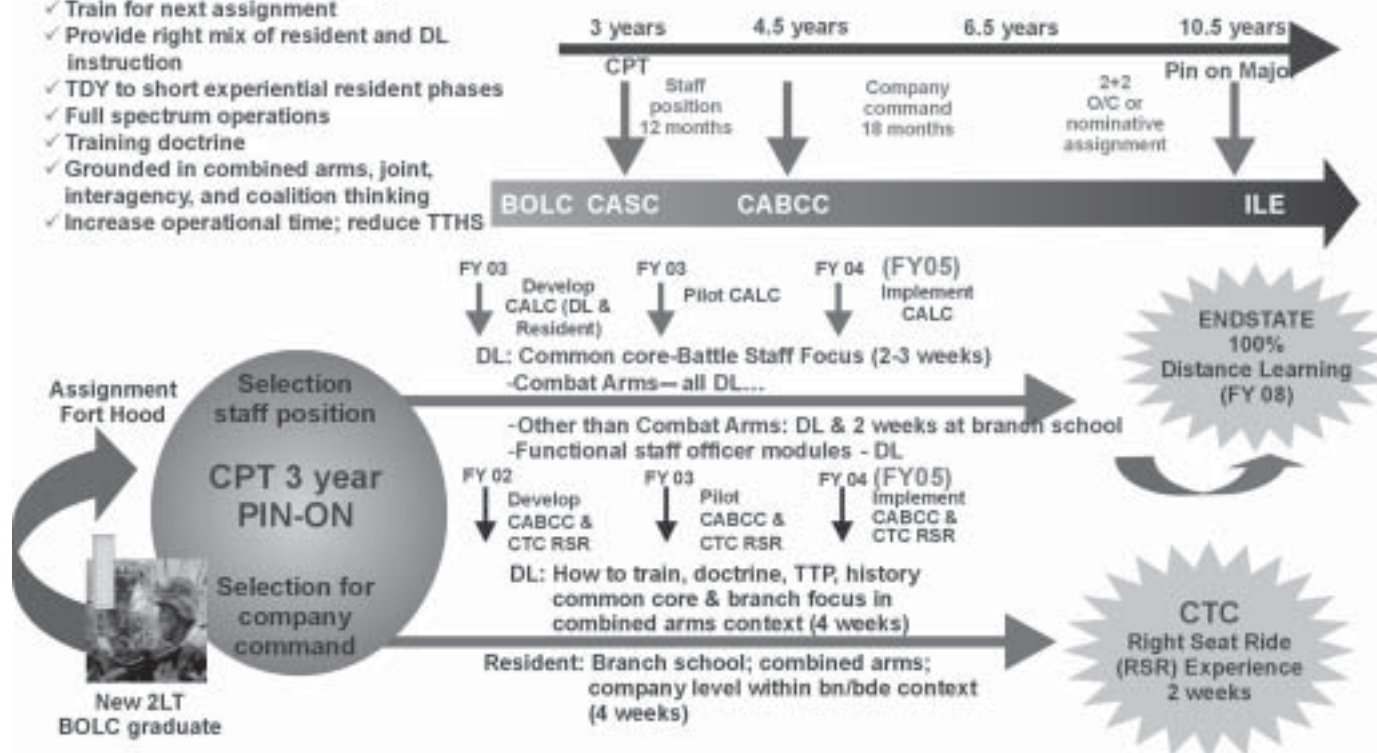 ✓ Train for next assignment
✓ Provide right mix of resident and DL
instruction
✓ TDY to short experiential resident phases
✓ Full spectrum operations
✓ Training doctrine
✓ Grounded in combined arms, joint,
interagency, and coalition thinking
✓ Increase operational time; reduce TTHS
3 years
4.5 years
6.5 years
10.5 years
CPT
Pin on Major
Staff
position
12 months
Company
command
18 months
2+2
O/C or
nominative
assignment
BOLC CASC CABCC ILE
FY 03
Develop
CALC (DL &
Resident)
FY 03
Pilot CALC
FY 04 (FY05)
Implement
CALC
DL: Common core-Battle Staff Focus (2-3 weeks)
-Combat Arms—all DL...
-Other than Combat Arms: DL & 2 weeks at branch school
-Functional staff officer modules - DL
ENDSTATE
100%
Distance Learning
(FY 08)
Assignment
Fort Hood
Selection
staff position
CPT 3 year
PIN-ON
Selection for
company
command
New 2LT
BOLC graduate
FY 02
Develop
CABCC &
CTC RSR
FY 03
Pilot
CABCC &
CTC RSR
FY 04 (FY05)
Implement
CABCC &
CTC RSR
DL: How to train, doctrine, TTP, history
common core & branch focus in
combined arms context (4 weeks)
Resident: Branch school; combined arms;
company level within bn/bde context
(4 weeks)
CTC
Right Seat Ride
(RSR) Experience
2 weeks